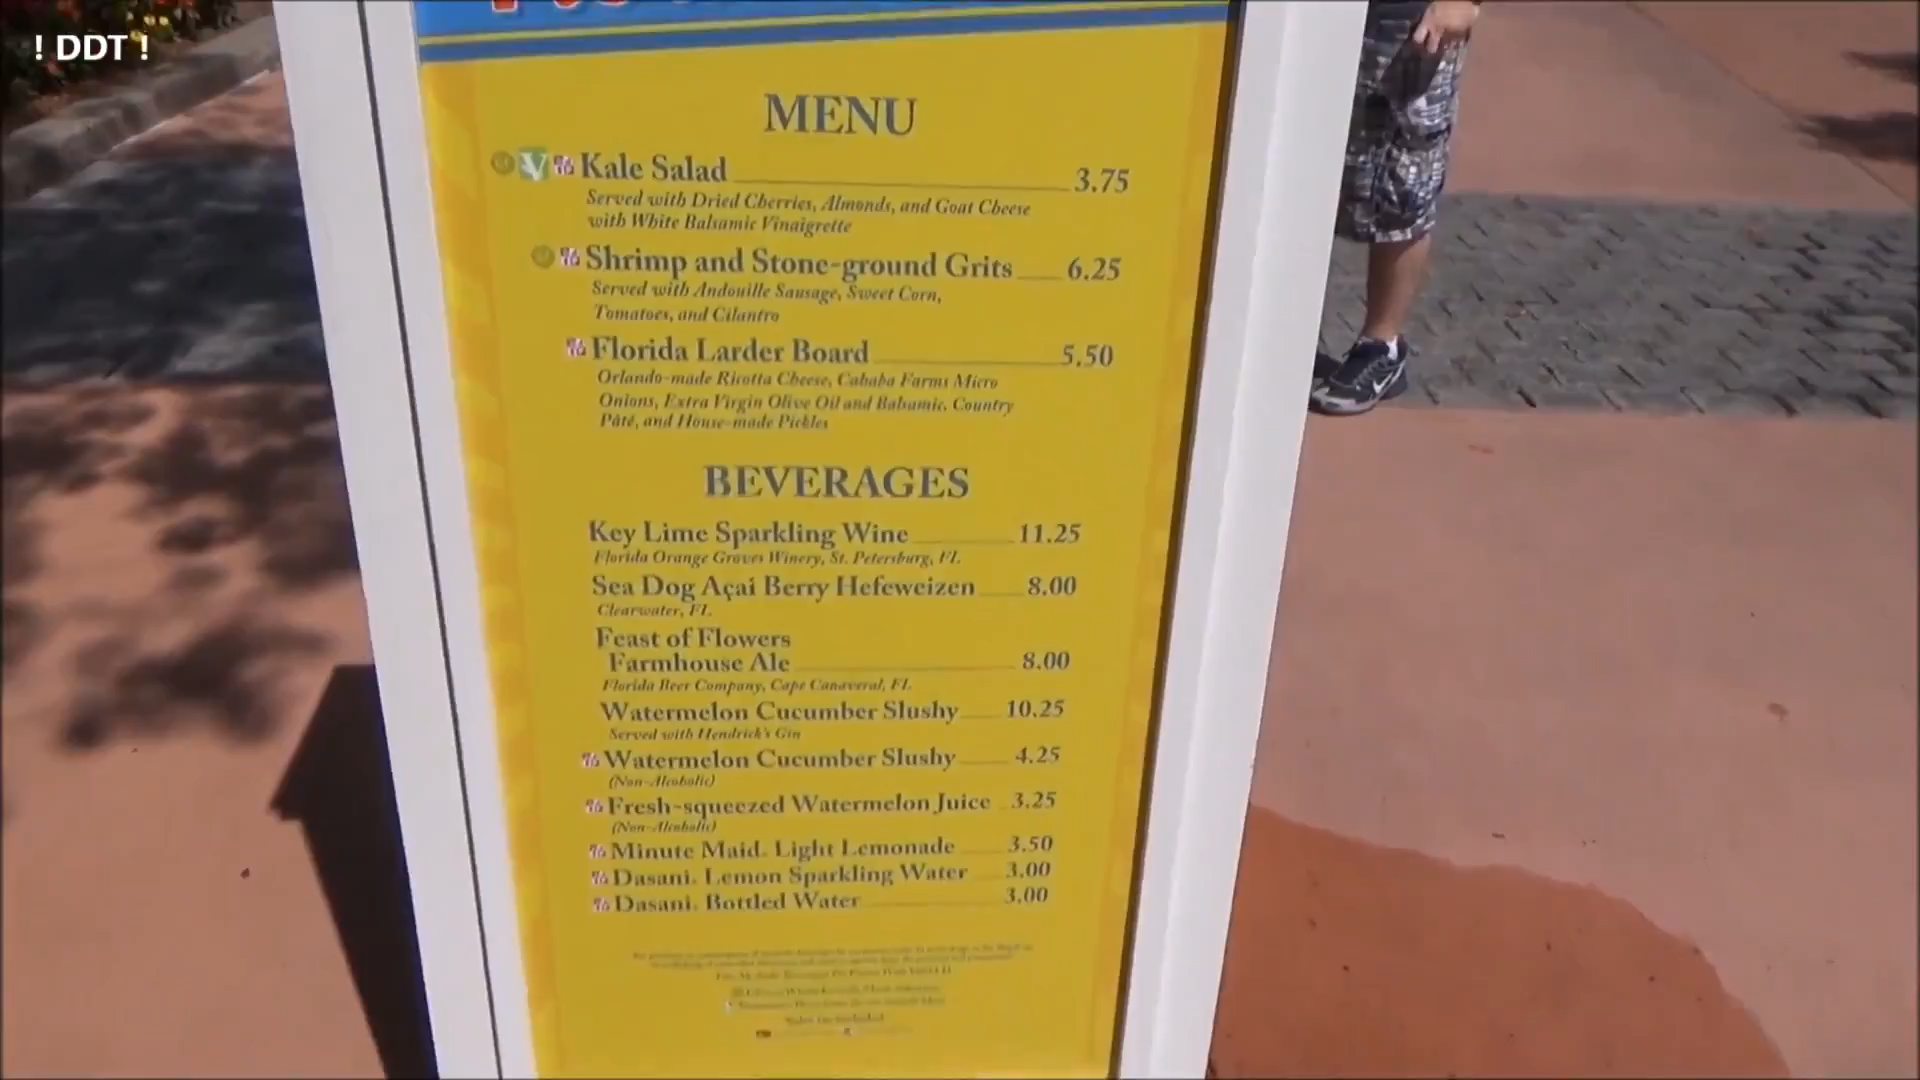 ! DDT !
MENU
V Kale Salad 3.75
Served with Dried Cherries, Almonds, and Goat Cheese
with White Balsamic Vinaigrette
Shrimp and Stone-ground Grits 6.25
Served with Andouille Sausage, Sweet Corn,
Tomatoes, and Cilantro
Florida Larder Board 5.50
Orlando-made Ricotta Cheese, Cahaba Farms Micro
Onions, Extra Virgin Olive Oil and Balsamic, Country
Pâté, and House-made Pickles
BEVERAGES
Key Lime Sparkling Wine 11.25
Florida Orange Groves Winery, St. Petersburg, FL
Sea Dog Açaí Berry Hefeweizen 8.00
Clearwater, FL
Feast of Flowers
Farmhouse Ale 8.00
Florida Beer Company, Cape Canaveral, FL
Watermelon Cucumber Slushy 10.25
Served with Hendrick's Gin
Watermelon Cucumber Slushy 4.25
(Non-Alcoholic)
Fresh-squeezed Watermelon Juice 3.25
(Non-Alcoholic)
Minute Maid. Light Lemonade 3.50
Dasani. Lemon Sparkling Water 3.00
Dasani. Bottled Water 3.00